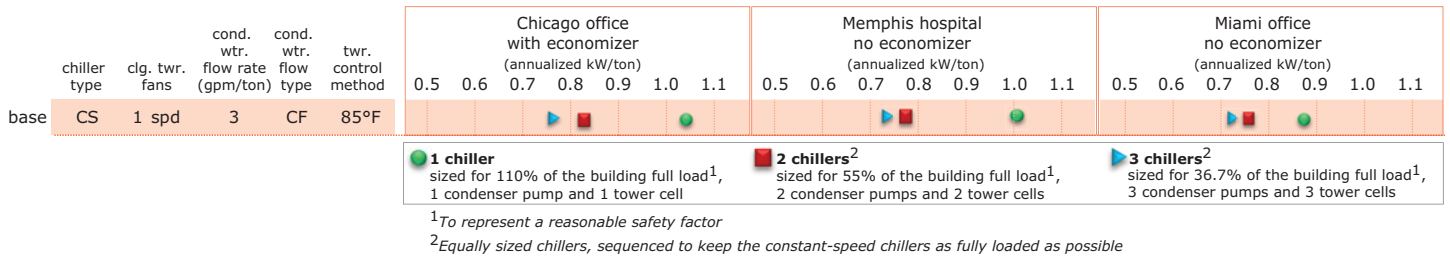 cond. cond.
wtr. wtr. twr.
chiller clg. twr. flow rate flow control
type fans (gpm/ton) type method
Chicago office
with economizer
(annualized kW/ton)
0.5 0.6 0.7 0.8 0.9 1.0 1.1
Memphis hospital
no economizer
(annualized kW/ton)
0.5 0.6 0.7 0.8 0.9 1.0 1.1
Miami office
no economizer
(annualized kW/ton)
0.5 0.6 0.7 0.8 0.9 1.0 1.1
base CS 1 spd 3 CF 85°F
1 chiller
sized for 110% of the building full load1,
1 condenser pump and 1 tower cell
2 chillers2
sized for 55% of the building full load1,
2 condenser pumps and 2 tower cells
3 chillers2
sized for 36.7% of the building full load1,
3 condenser pumps and 3 tower cells
1To represent a reasonable safety factor
2Equally sized chillers, sequenced to keep the constant-speed chillers as fully loaded as possible